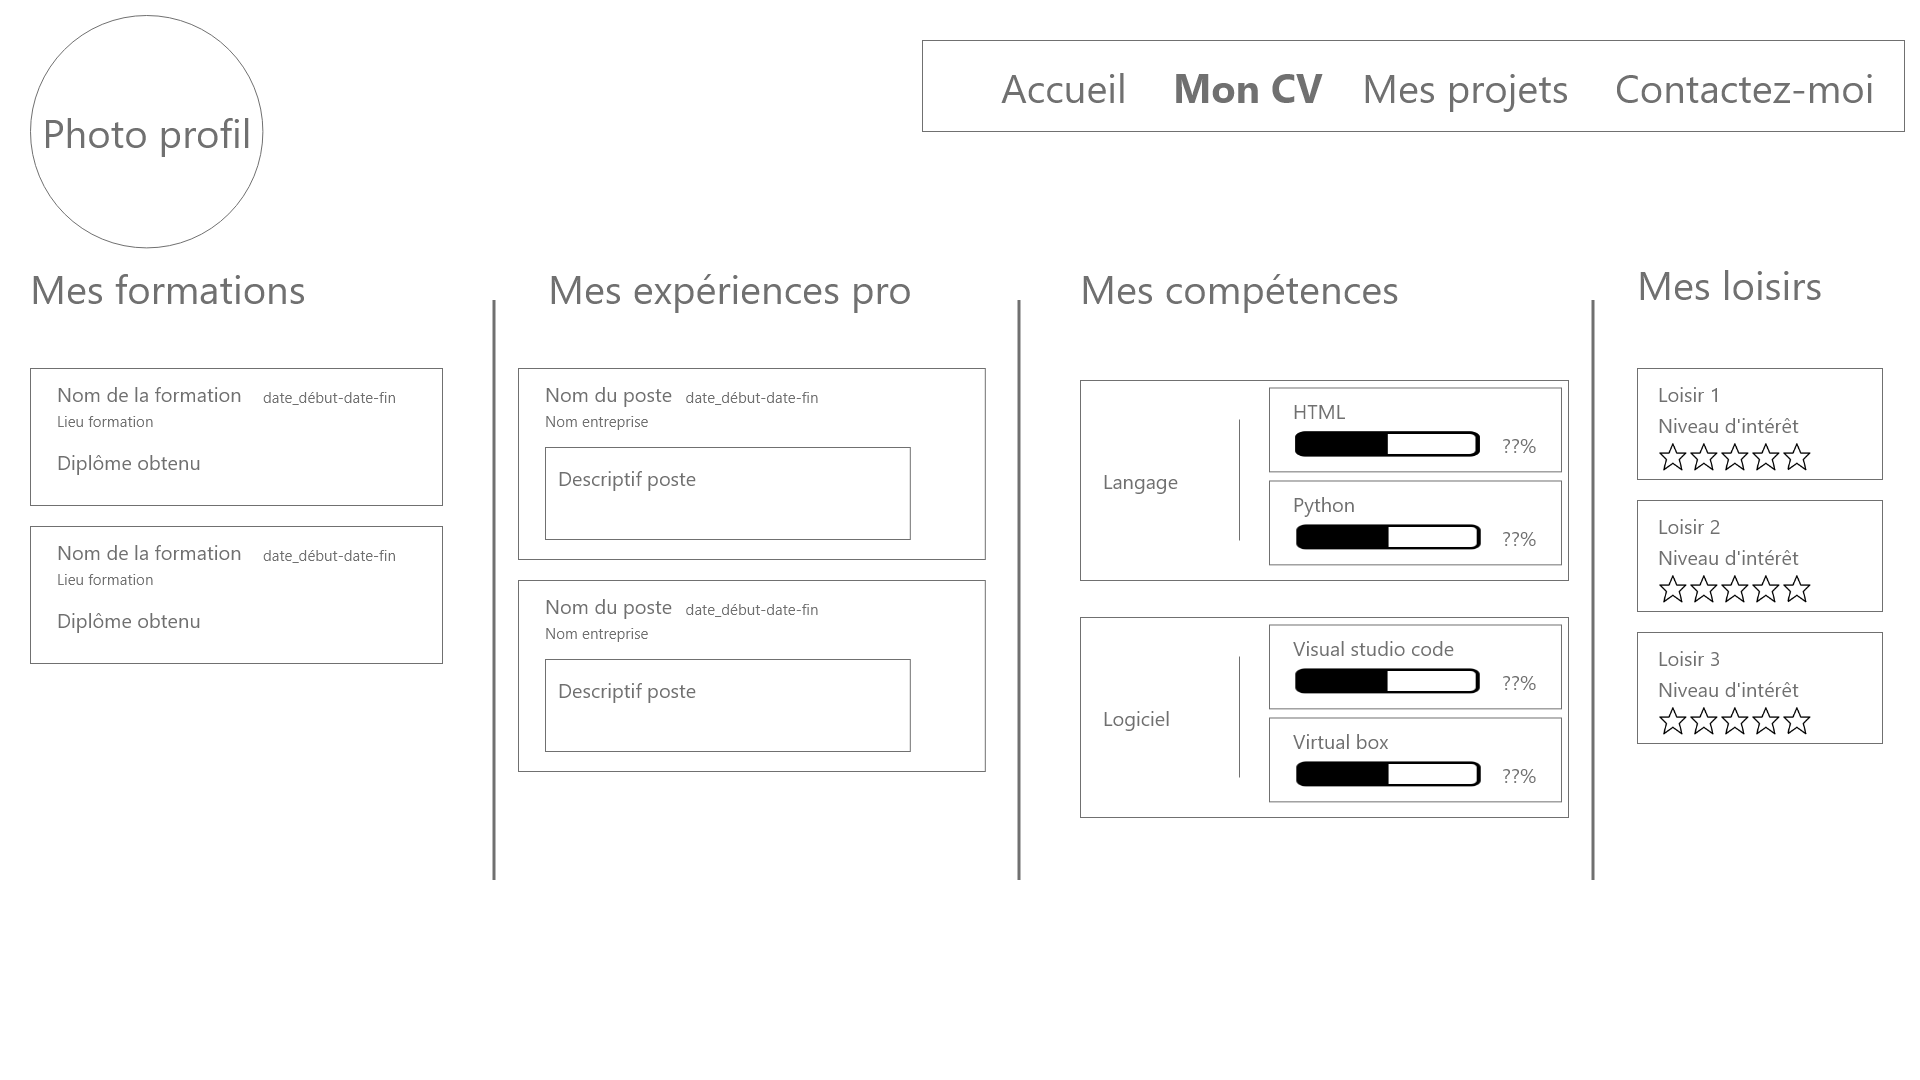 Photo profil
Accueil Mon CV Mes projets Contactez-moi
Mes formations
Nom de la formation date_début-date-fin
Lieu formation
Diplôme obtenu
Nom de la formation date_début-date-fin
Lieu formation
Diplôme obtenu
Mes expériences pro
Nom du poste date_début-date-fin
Nom entreprise
Descriptif poste
Nom du poste date_début-date-fin
Nom entreprise
Descriptif poste
Mes compétences
Langage
HTML
??%
Python
??%
Logiciel
Visual studio code
??%
Virtual box
??%
Mes loisirs
Loisir 1
Niveau d'intérêt
Loisir 2
Niveau d'intérêt
Loisir 3
Niveau d'intérêt